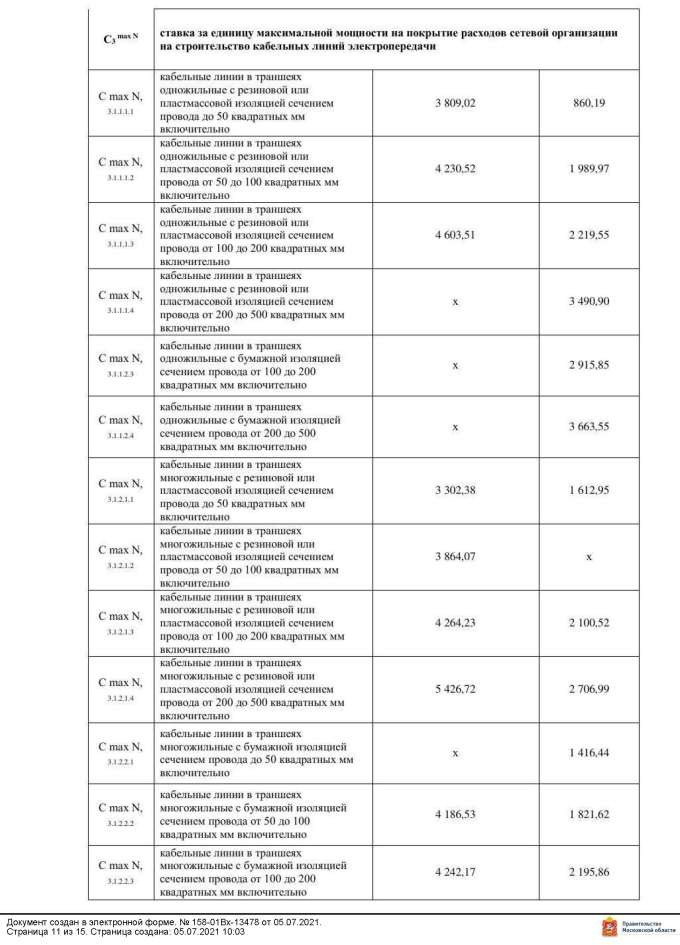 C₃ max N
ставка за единицу максимальной мощности на покрытие расходов сетевой организации
на строительство кабельных линий электропередачи
C max N,
3.1.1.1.1
кабельные линии в траншеях
одножильные с резиновой или
пластмассовой изоляцией сечением
провода до 50 квадратных мм
включительно
3 809,02
860,19
C max N,
3.1.1.1.2
кабельные линии в траншеях
одножильные с резиновой или
пластмассовой изоляцией сечением
провода от 50 до 100 квадратных мм
включительно
4 230,52
1 989,97
C max N,
3.1.1.1.3
кабельные линии в траншеях
одножильные с резиновой или
пластмассовой изоляцией сечением
провода от 100 до 200 квадратных мм
включительно
4 603,51
2 219,55
C max N,
3.1.1.1.4
кабельные линии в траншеях
одножильные с резиновой или
пластмассовой изоляцией сечением
провода от 200 до 500 квадратных мм
включительно
x
3 490,90
C max N,
3.1.1.2.3
кабельные линии в траншеях
одножильные с бумажной изоляцией
сечением провода от 100 до 200
квадратных мм включительно
x
2 915,85
C max N,
3.1.1.2.4
кабельные линии в траншеях
одножильные с бумажной изоляцией
сечением провода от 200 до 500
квадратных мм включительно
x
3 663,55
C max N,
3.1.2.1.1
кабельные линии в траншеях
многожильные с резиновой или
пластмассовой изоляцией сечением
провода до 50 квадратных мм
включительно
3 302,38
1 612,95
C max N,
3.1.2.1.2
кабельные линии в траншеях
многожильные с резиновой или
пластмассовой изоляцией сечением
провода от 50 до 100 квадратных мм
включительно
3 864,07
x
C max N,
3.1.2.1.3
кабельные линии в траншеях
многожильные с резиновой или
пластмассовой изоляцией сечением
провода от 100 до 200 квадратных мм
включительно
4 264,23
2 100,52
C max N,
3.1.2.1.4
кабельные линии в траншеях
многожильные с резиновой или
пластмассовой изоляцией сечением
провода от 200 до 500 квадратных мм
включительно
5 426,72
2 706,99
C max N,
3.1.2.2.1
кабельные линии в траншеях
многожильные с бумажной изоляцией
сечением провода до 50 квадратных мм
включительно
x
1 416,44
C max N,
3.1.2.2.2
кабельные линии в траншеях
многожильные с бумажной изоляцией
сечением провода от 50 до 100
квадратных мм включительно
4 186,53
1 821,62
C max N,
3.1.2.2.3
кабельные линии в траншеях
многожильные с бумажной изоляцией
сечением провода от 100 до 200
квадратных мм включительно
4 242,17
2 195,86
Документ создан в электронной форме. № 158-01Вх-13478 от 05.07.2021.
Страница 11 из 15. Страница создана: 05.07.2021 10:03
Правительство
Московской области